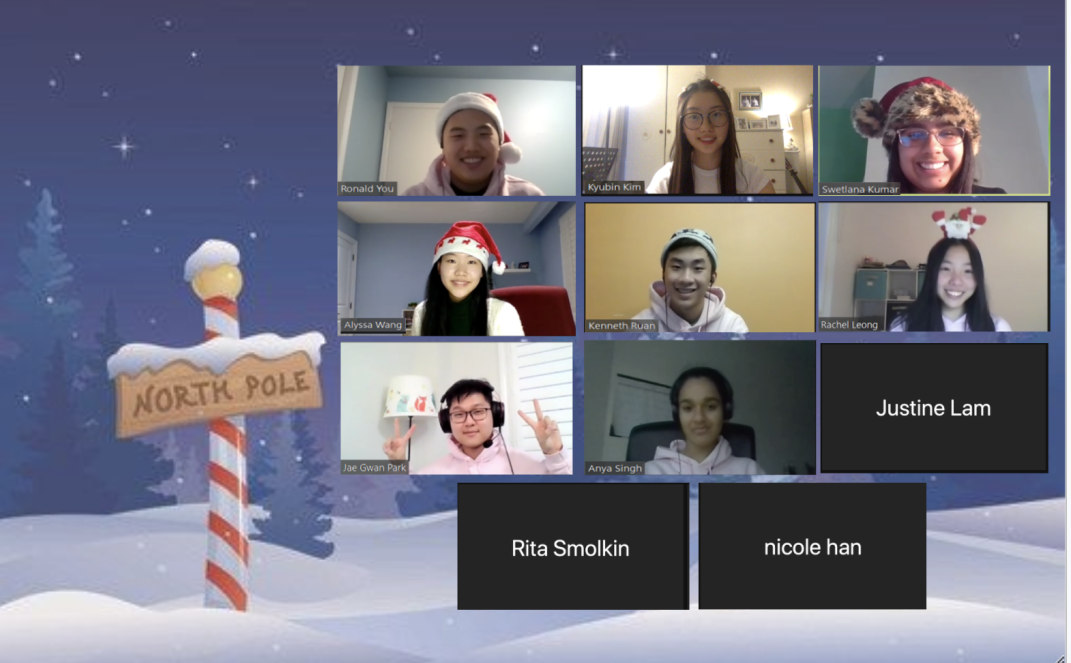 Ronald You
Kyubin Kim
Swetlana Kumar
Alyssa Wang
Kenneth Ruan
Rachel Leong
NORTH POLE
Jae Gwan Park
Anya Singh
Justine Lam
Rita Smolkin
nicole han